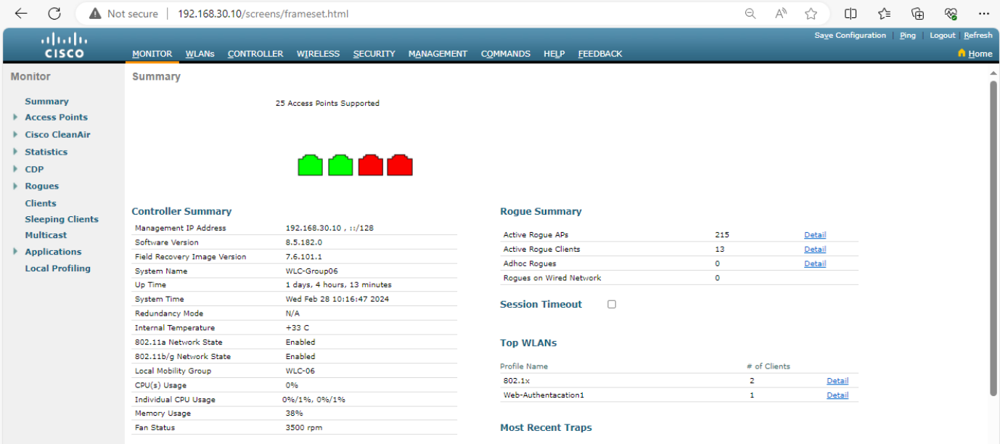 Not secure | 192.168.30.10/screens/frameset.html
Save Configuration | Ping | Logout | Refresh
CISCO
MONITOR WLANs CONTROLLER WIRELESS SECURITY MANAGEMENT COMMANDS HELP FEEDBACK
Home
Monitor
Summary
Access Points
Cisco CleanAir
Statistics
CDP
Rogues
Clients
Sleeping Clients
Multicast
Applications
Local Profiling
Summary
25 Access Points Supported
Controller Summary
Management IP Address 192.168.30.10 , ::/128
Software Version 8.5.182.0
Field Recovery Image Version 7.6.101.1
System Name WLC-Group06
Up Time 1 days, 4 hours, 13 minutes
System Time Wed Feb 28 10:16:47 2024
Redundancy Mode N/A
Internal Temperature +33 C
802.11a Network State Enabled
802.11b/g Network State Enabled
Local Mobility Group WLC-06
CPU(s) Usage 0%
Individual CPU Usage 0%/1%, 0%/1%
Memory Usage 38%
Fan Status 3500 rpm
Rogue Summary
Active Rogue APs 215 Detail
Active Rogue Clients 13 Detail
Adhoc Rogues 0 Detail
Rogues on Wired Network 0
Session Timeout
Top WLANs
Profile Name # of Clients
802.1x 2 Detail
Web-Authentacation1 1 Detail
Most Recent Traps